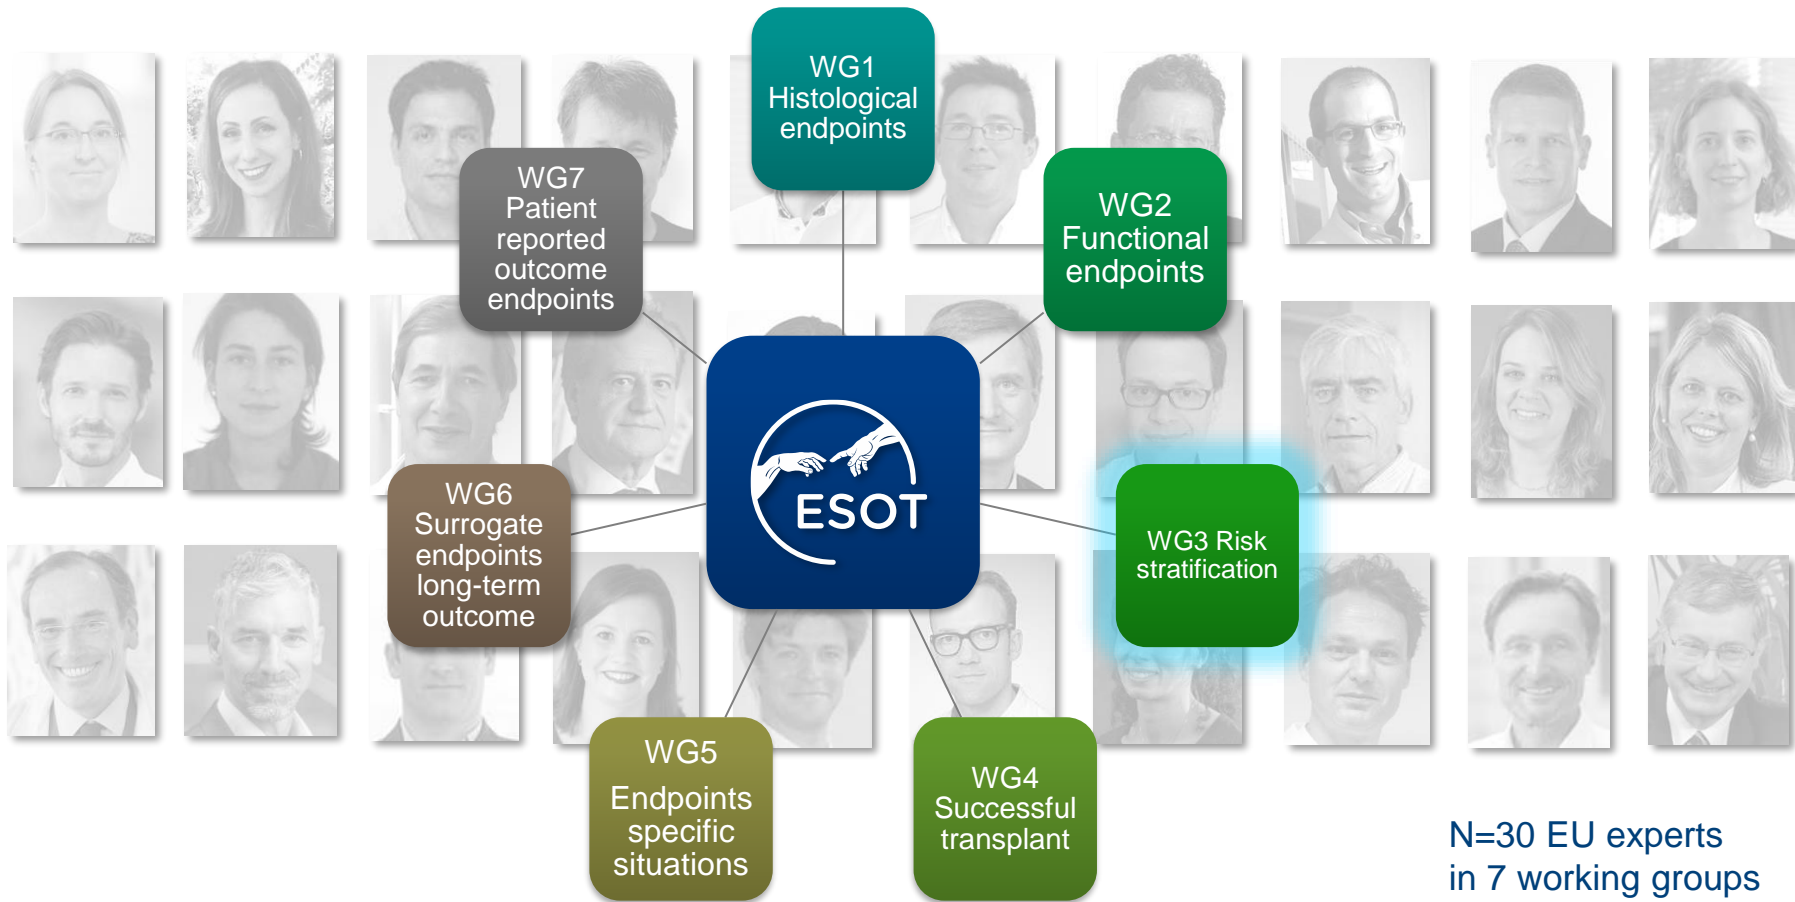 WG1
Histological
endpoints
WG2
Functional
endpoints
WG3 Risk
stratification
WG4
Successful
transplant
WG5
Endpoints
specific
situations
WG6
Surrogate
endpoints
long-term
outcome
WG7
Patient
reported
outcome
endpoints
ESOT
N=30 EU experts
in 7 working groups